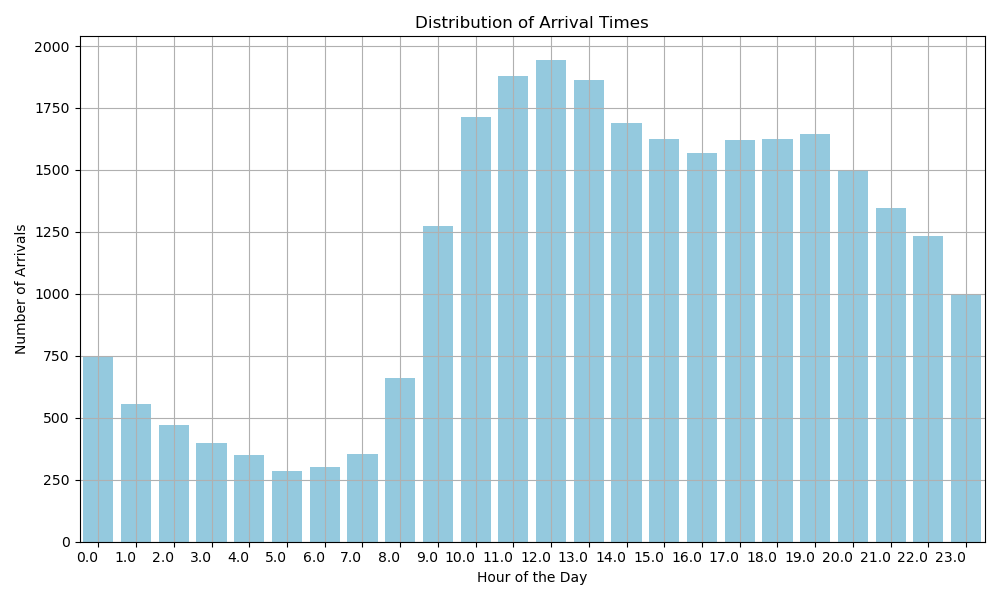 Distribution of Arrival Times
Number of Arrivals
2000
1750
1500
1250
1000
750
500
250
0
0.0 1.0 2.0 3.0 4.0 5.0 6.0 7.0 8.0 9.0 10.0 11.0 12.0 13.0 14.0 15.0 16.0 17.0 18.0 19.0 20.0 21.0 22.0 23.0
Hour of the Day